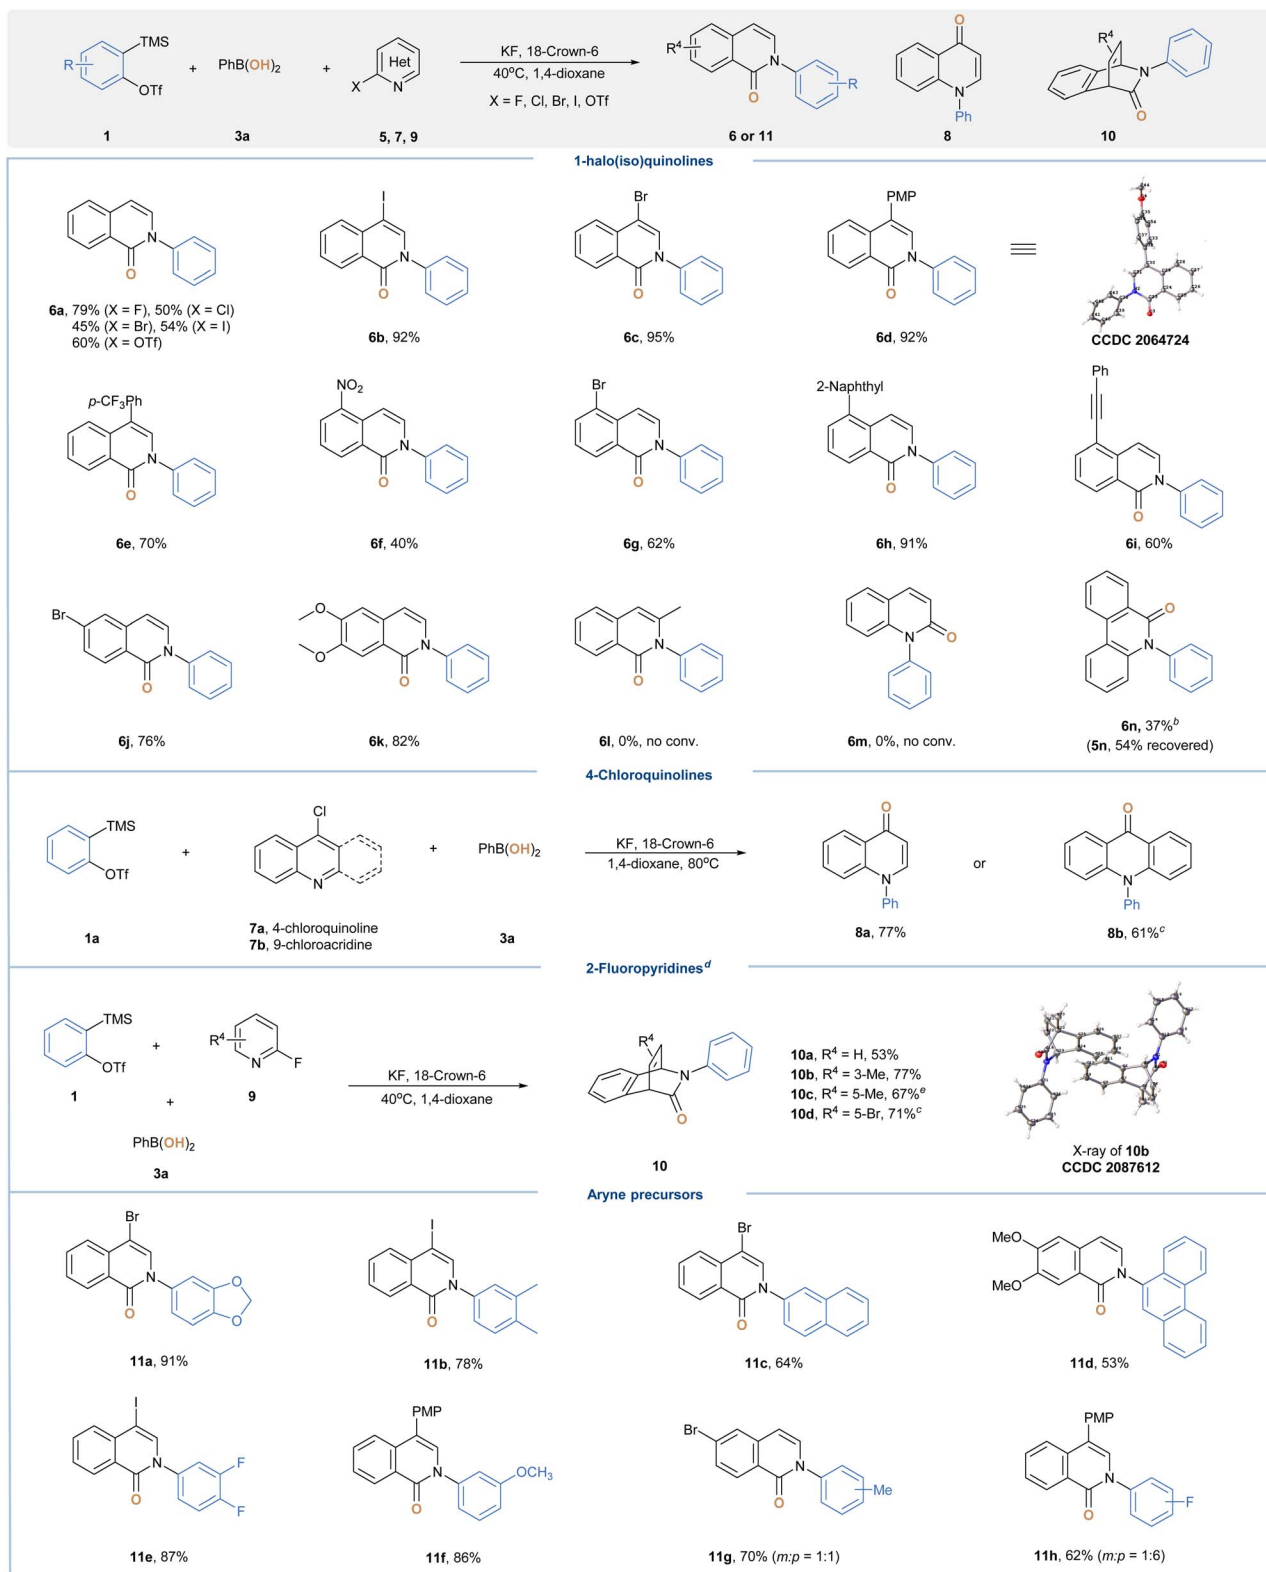 TMS
R
OTf
1
+
PhB(OH)2
3a
+
Het
X
N
5, 7, 9
KF, 18-Crown-6
40°C, 1,4-dioxane
X = F, Cl, Br, I, OTf
R4
N
O
R
6 or 11
O
N
Ph
8
R4
N
O
10
1-halo(iso)quinolines
N
O
6a, 79% (X = F), 50% (X = Cl)
45% (X = Br), 54% (X = I)
60% (X = OTf)
I
N
O
6b, 92%
Br
N
O
6c, 95%
PMP
N
O
6d, 92%
CCDC 2064724
p-CF3Ph
N
O
6e, 70%
NO2
N
O
6f, 40%
Br
N
O
6g, 62%
2-Naphthyl
N
O
6h, 91%
Ph
N
O
6i, 60%
Br
N
O
6j, 76%
O
O
N
O
6k, 82%
N
O
6l, 0%, no conv.
N
O
6m, 0%, no conv.
O
N
6n, 37%b
(5n, 54% recovered)
4-Chloroquinolines
TMS
OTf
1a
+
Cl
N
7a, 4-chloroquinoline
7b, 9-chloroacridine
+
PhB(OH)2
3a
KF, 18-Crown-6
1,4-dioxane, 80°C
O
N
Ph
8a, 77%
or
O
N
Ph
8b, 61%c
2-Fluoropyridinesd
TMS
OTf
1
+
R4
N
F
9
+
PhB(OH)2
3a
KF, 18-Crown-6
40°C, 1,4-dioxane
R4
N
O
10
10a, R4 = H, 53%
10b, R4 = 3-Me, 77%
10c, R4 = 5-Me, 67%e
10d, R4 = 5-Br, 71%c
X-ray of 10b
CCDC 2087612
Aryne precursors
Br
N
O
O
O
11a, 91%
I
N
O
11b, 78%
Br
N
O
11c, 64%
MeO
MeO
N
O
11d, 53%
I
N
O
F
F
11e, 87%
PMP
N
O
OCH3
11f, 86%
Br
N
O
Me
11g, 70% (m:p = 1:1)
PMP
N
O
F
11h, 62% (m:p = 1:6)